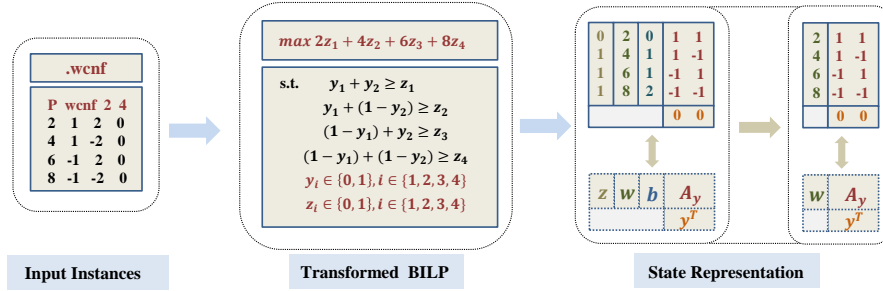 .wcnf
P wcnf 2 4
2 1 2 0
4 1 -2 0
6 -1 2 0
8 -1 -2 0
Input Instances
max 2z₁ + 4z₂ + 6z₃ + 8z₄
s.t. y₁ + y₂ ≥ z₁
y₁ + (1 − y₂) ≥ z₂
(1 − y₁) + y₂ ≥ z₃
(1 − y₁) + (1 − y₂) ≥ z₄
yᵢ ∈ {0, 1}, i ∈ {1, 2, 3, 4}
zᵢ ∈ {0, 1}, i ∈ {1, 2, 3, 4}
Transformed BILP
0 2 0 1 1
1 4 1 1 -1
1 6 1 -1 1
1 8 2 -1 -1
0 0
z w b A_y
y^T
2 1 1
4 1 -1
6 -1 1
8 -1 -1
0 0
w A_y
y^T
State Representation